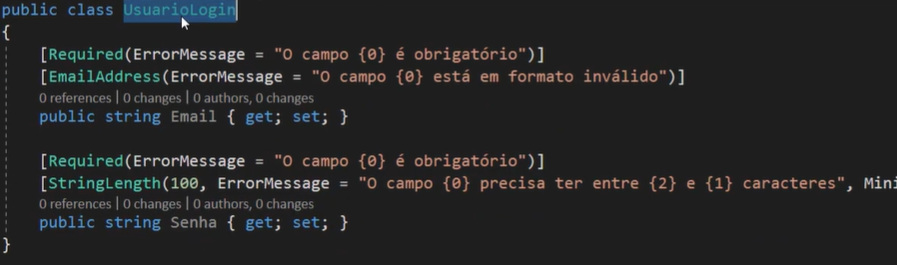 public class UsuarioLogin
{
[Required(ErrorMessage = "O campo {0} é obrigatório")]
[EmailAddress(ErrorMessage = "O campo {0} está em formato inválido")]
0 references | 0 changes | 0 authors, 0 changes
public string Email { get; set; }
[Required(ErrorMessage = "O campo {0} é obrigatório")]
[StringLength(100, ErrorMessage = "O campo {0} precisa ter entre {2} e {1} caracteres", Mini
0 references | 0 changes | 0 authors, 0 changes
public string Senha { get; set; }
}